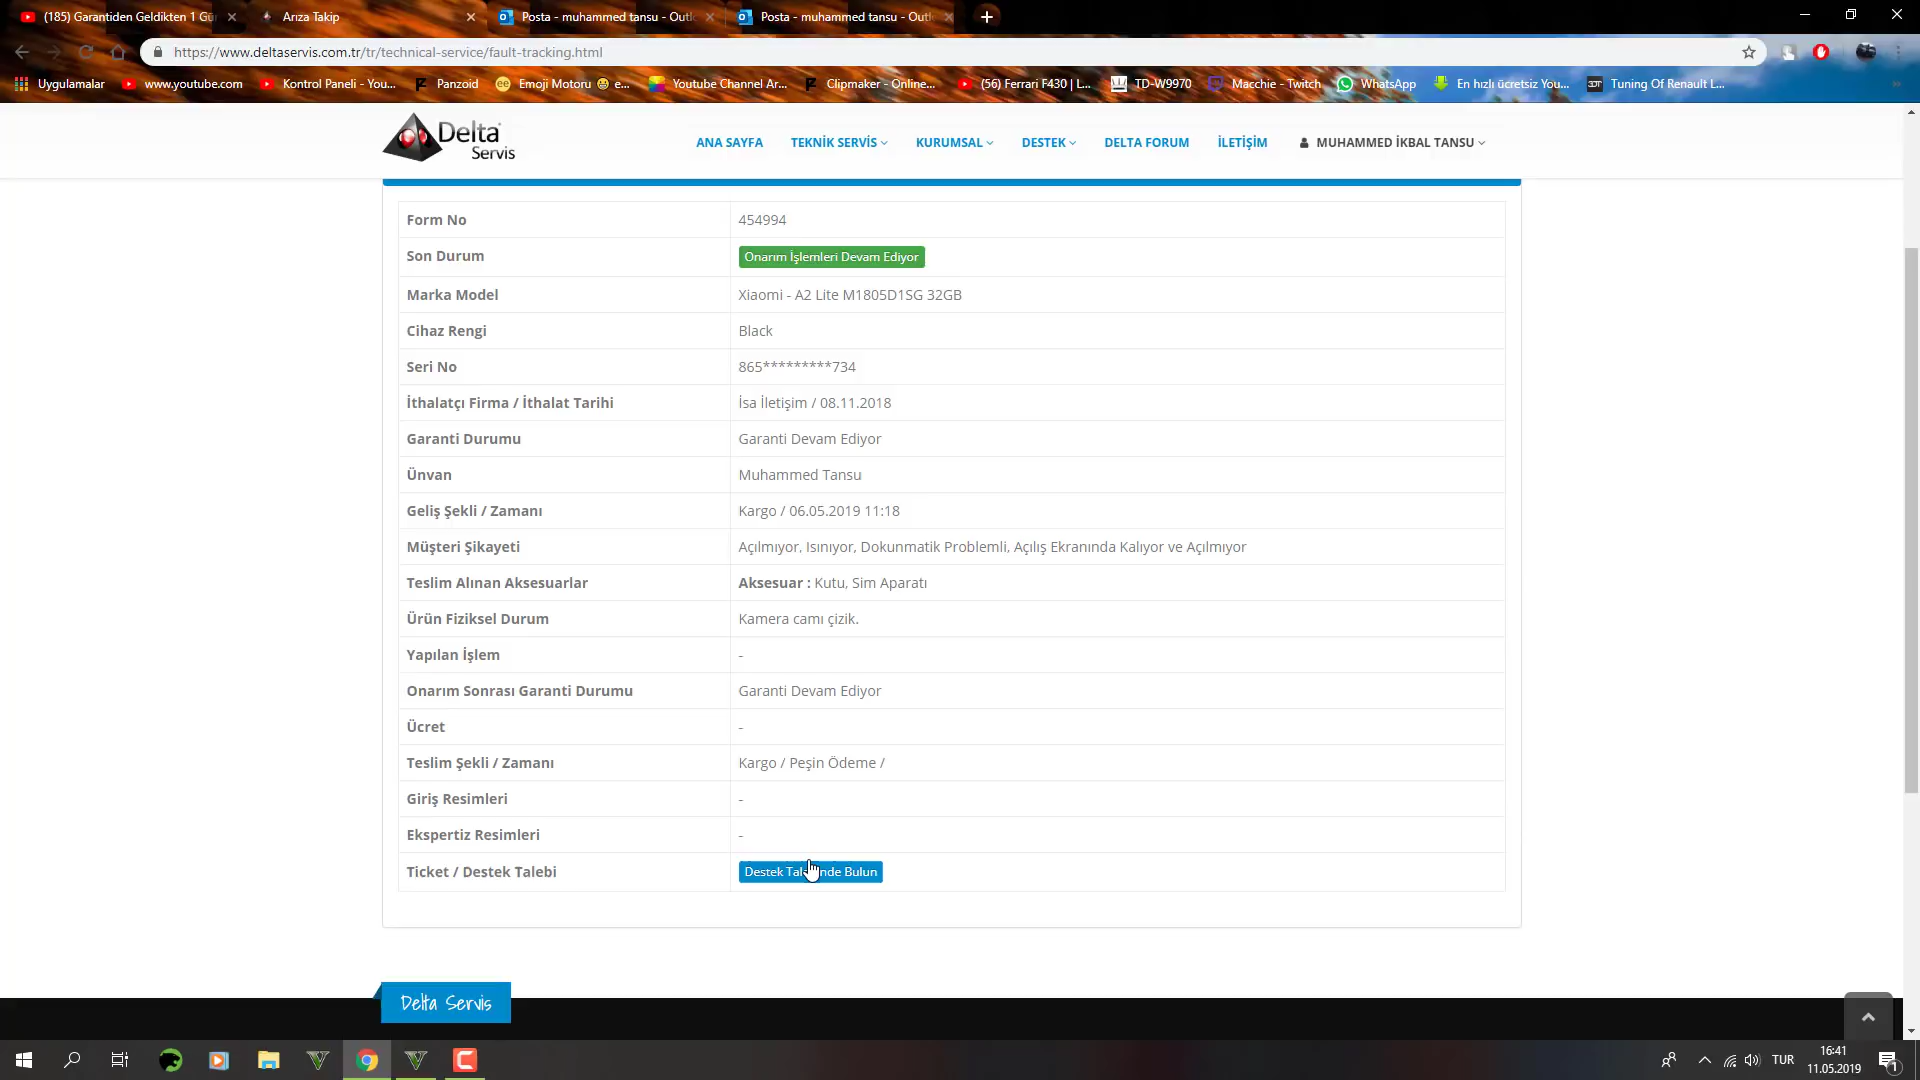 (185) Garantiden Geldikten 1 Gü
Arıza Takip
Posta - muhammed tansu - Outl
Posta - muhammed tansu - Outl
https://www.deltaservis.com.tr/tr/technical-service/fault-tracking.html
Uygulamalar
www.youtube.com
Kontrol Paneli - You...
Panzoid
Emoji Motoru 😀 e...
Youtube Channel Ar...
Clipmaker - Online...
(56) Ferrari F430 | L...
TD-W9970
Macchie - Twitch
WhatsApp
En hızlı ücretsiz You...
Tuning Of Renault L...
Delta Servis
ANA SAYFA
TEKNİK SERVİS
KURUMSAL
DESTEK
DELTA FORUM
İLETİŞİM
MUHAMMED İKBAL TANSU
Form No 454994
Son Durum Onarım İşlemleri Devam Ediyor
Marka Model Xiaomi - A2 Lite M1805D1SG 32GB
Cihaz Rengi Black
Seri No 865*********734
İthalatçı Firma / İthalat Tarihi İsa İletişim / 08.11.2018
Garanti Durumu Garanti Devam Ediyor
Ünvan Muhammed Tansu
Geliş Şekli / Zamanı Kargo / 06.05.2019 11:18
Müşteri Şikayeti Açılmıyor, Isınıyor, Dokunmatik Problemli, Açılış Ekranında Kalıyor ve Açılmıyor
Teslim Alınan Aksesuarlar Aksesuar : Kutu, Sim Aparatı
Ürün Fiziksel Durum Kamera camı çizik.
Yapılan İşlem -
Onarım Sonrası Garanti Durumu Garanti Devam Ediyor
Ücret -
Teslim Şekli / Zamanı Kargo / Peşin Ödeme /
Giriş Resimleri -
Ekspertiz Resimleri -
Ticket / Destek Talebi Destek Bulun
Delta Servis
TUR
16:41
11.05.2019
1